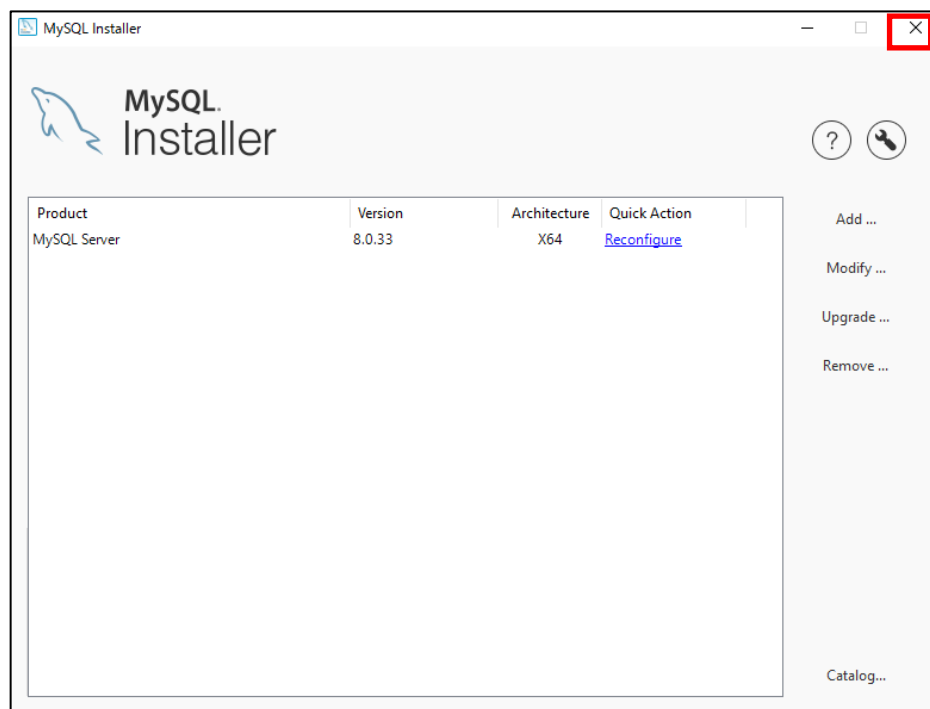 MySQL Installer
MySQL.
Installer
?
Product Version Architecture Quick Action
MySQL Server 8.0.33 X64 Reconfigure
Add ...
Modify ...
Upgrade ...
Remove ...
Catalog...